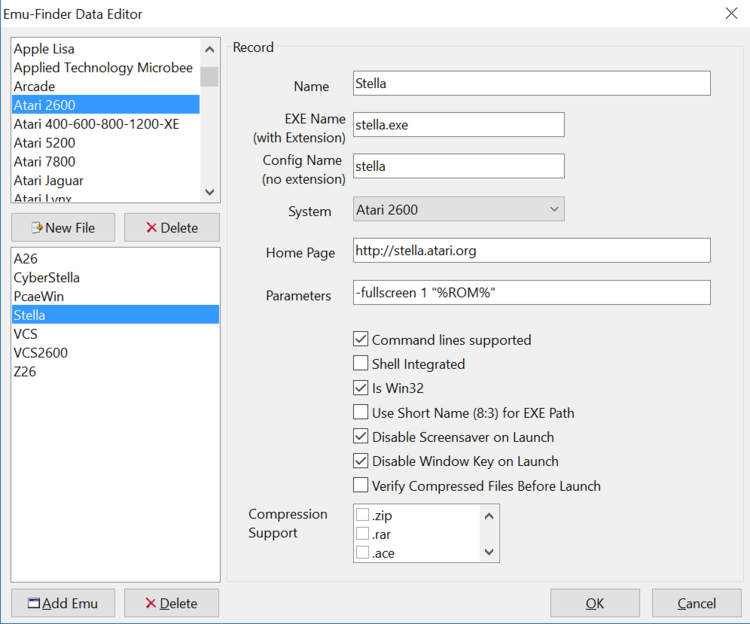 Emu-Finder Data Editor
Apple Lisa
Applied Technology Microbee
Arcade
Atari 2600
Atari 400-600-800-1200-XE
Atari 5200
Atari 7800
Atari Jaguar
Atari Lynx
New File
Delete
A26
CyberStella
PcaeWin
Stella
VCS
VCS2600
Z26
Add Emu
Delete
Record
Name
Stella
EXE Name
(with Extension)
stella.exe
Config Name
(no extension)
stella
System
Atari 2600
Home Page
http://stella.atari.org
Parameters
-fullscreen 1 "%ROM%"
Command lines supported
Shell Integrated
Is Win32
Use Short Name (8:3) for EXE Path
Disable Screensaver on Launch
Disable Window Key on Launch
Verify Compressed Files Before Launch
Compression
Support
.zip
.rar
.ace
OK
Cancel